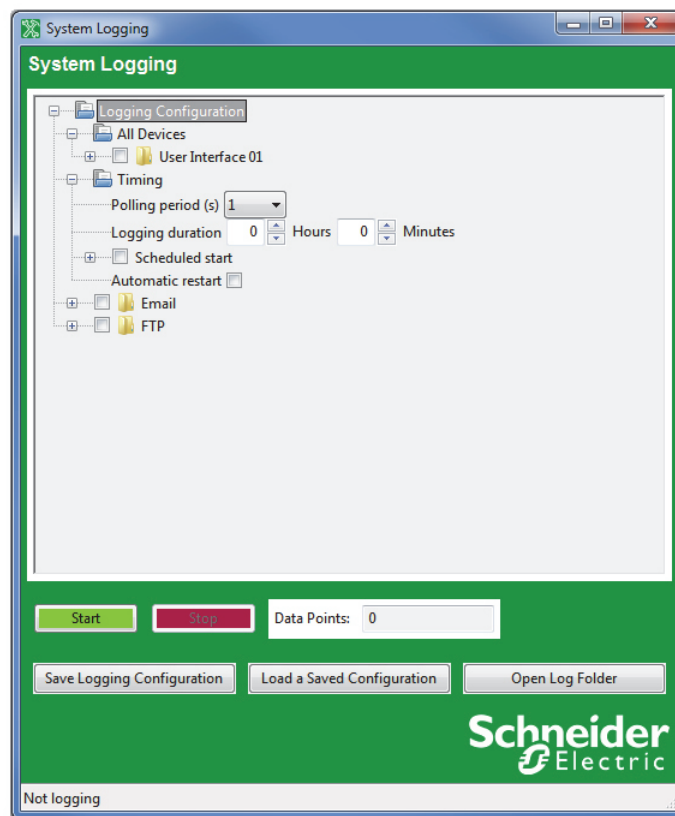 System Logging
System Logging
Logging Configuration
All Devices
User Interface 01
Timing
Polling period (s) 1
Logging duration 0 Hours 0 Minutes
Scheduled start
Automatic restart
Email
FTP
Start Stop Data Points: 0
Save Logging Configuration Load a Saved Configuration Open Log Folder
Schneider
Electric
Not logging